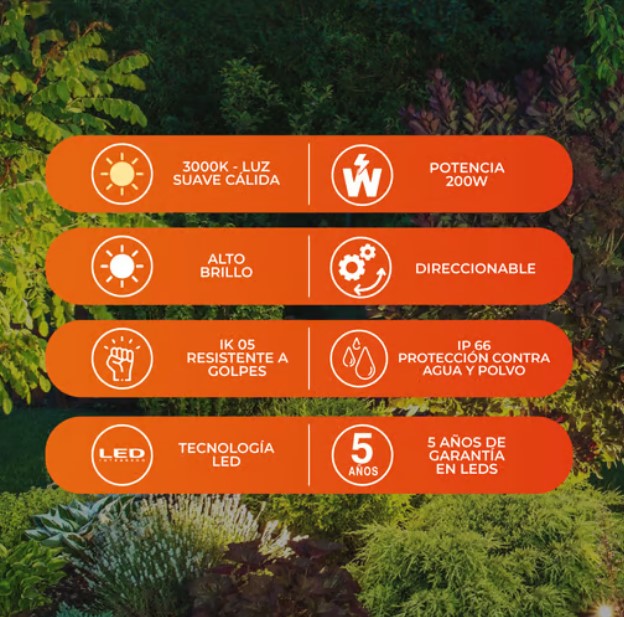 3000K - LUZ
SUAVE CÁLIDA
W
POTENCIA
200W
ALTO
BRILLO
DIRECCIONABLE
IK 05
RESISTENTE A
GOLPES
IP 66
PROTECCIÓN CONTRA
AGUA Y POLVO
LED
INTEGRADO
TECNOLOGÍA
LED
5
AÑOS
5 AÑOS DE
GARANTÍA
EN LEDS